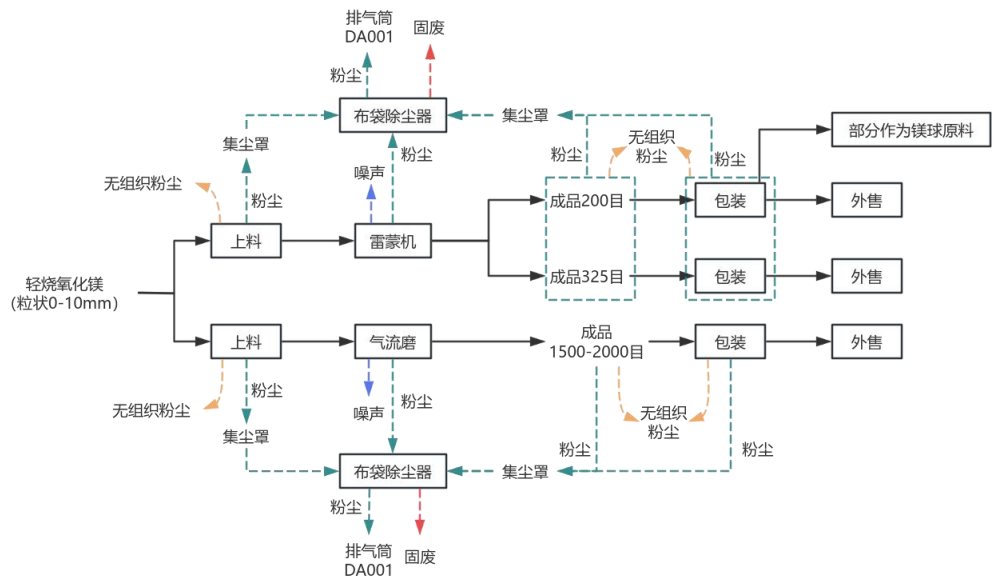 排气筒
DA001
固废
粉尘
布袋除尘器
集尘罩
集尘罩
部分作为镁球原料
无组织
粉尘
粉尘
粉尘
粉尘
噪声
无组织粉尘
粉尘
成品200目
包装
外售
上料
雷蒙机
轻烧氧化镁
(粒状0-10mm)
成品325目
包装
外售
上料
气流磨
成品
1500-2000目
包装
外售
粉尘
粉尘
无组织粉尘
噪声
无组织
粉尘
集尘罩
粉尘
粉尘
布袋除尘器
集尘罩
粉尘
排气筒
DA001
固废